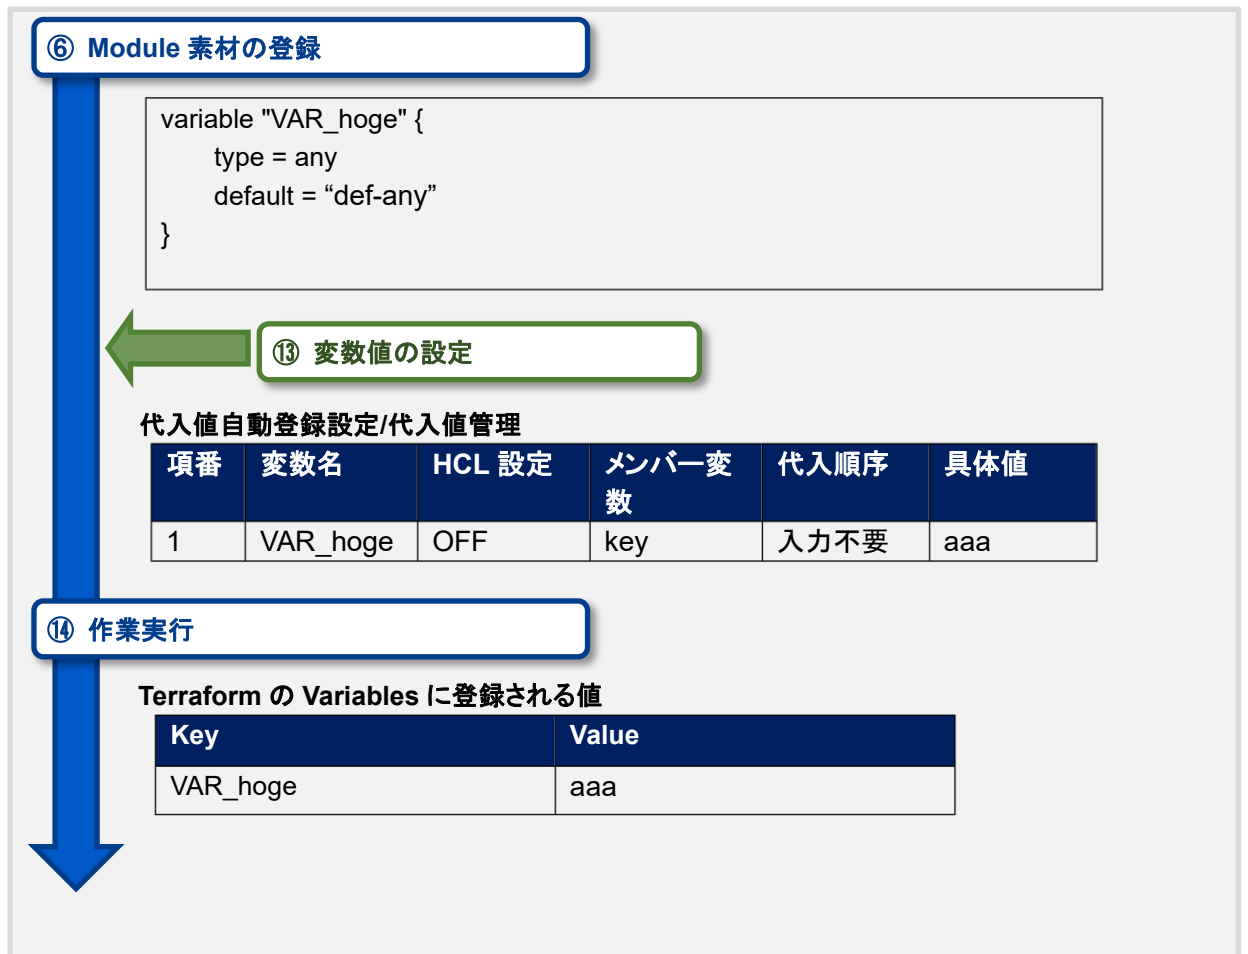 ⑥ Module 素材の登録
variable "VAR_hoge" {
type = any
default = “def-any”
}
⑬ 変数値の設定
代入値自動登録設定/代入値管理
項番 変数名 HCL 設定 メンバー変数 代入順序 具体値
1 VAR_hoge OFF key 入力不要 aaa
⑭ 作業実行
Terraform の Variables に登録される値
Key Value
VAR_hoge aaa